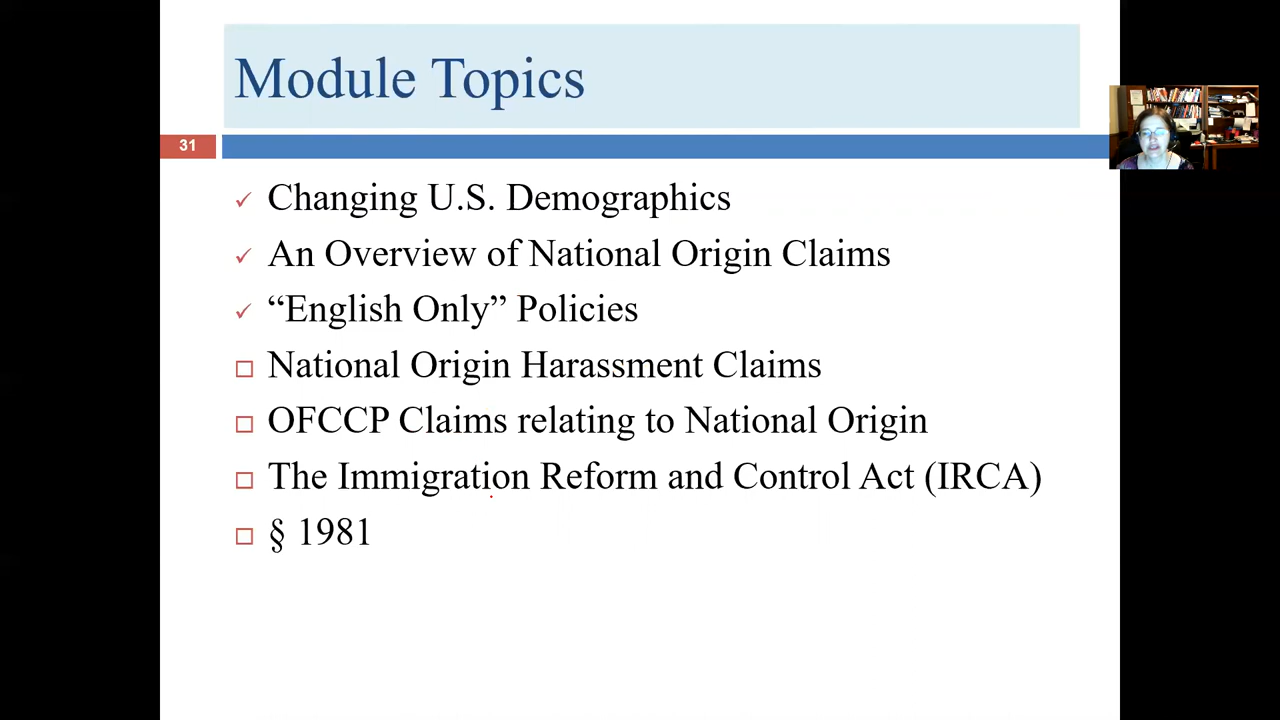 Module Topics
31
Changing U.S. Demographics
An Overview of National Origin Claims
“English Only” Policies
National Origin Harassment Claims
OFCCP Claims relating to National Origin
The Immigration Reform and Control Act (IRCA)
§ 1981